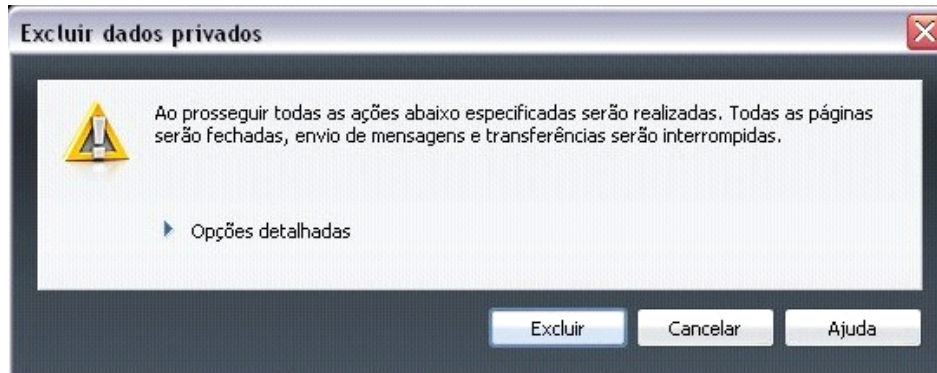 Excluir dados privados
Ao prosseguir todas as ações abaixo especificadas serão realizadas. Todas as páginas
serão fechadas, envio de mensagens e transferências serão interrompidas.
Opções detalhadas
Excluir Cancelar Ajuda